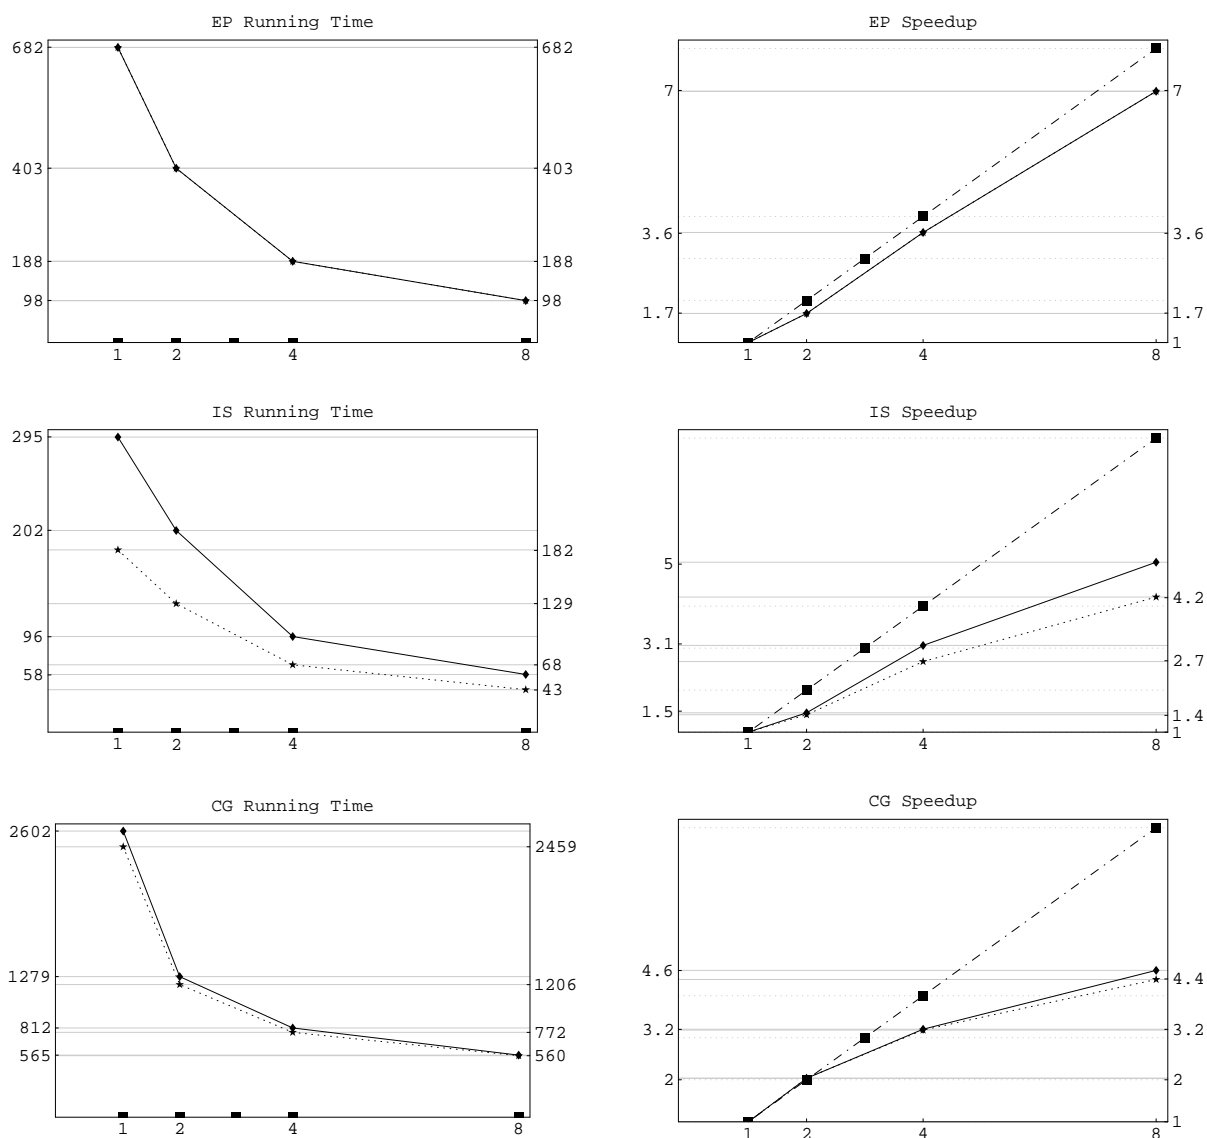 EP Running Time
682 682
403 403
188 188
98 98
1 2 4 8
EP Speedup
7 7
3.6 3.6
1.7 1.7
1
1 2 4 8
IS Running Time
295
202
182
129
96
68
58
43
1 2 4 8
IS Speedup
5
4.2
3.1
2.7
1.5
1.4
1
1 2 4 8
CG Running Time
2602
2459
1279
1206
812
772
565 560
1 2 4 8
CG Speedup
4.6
4.4
3.2 3.2
2 2
1
1 2 4 8